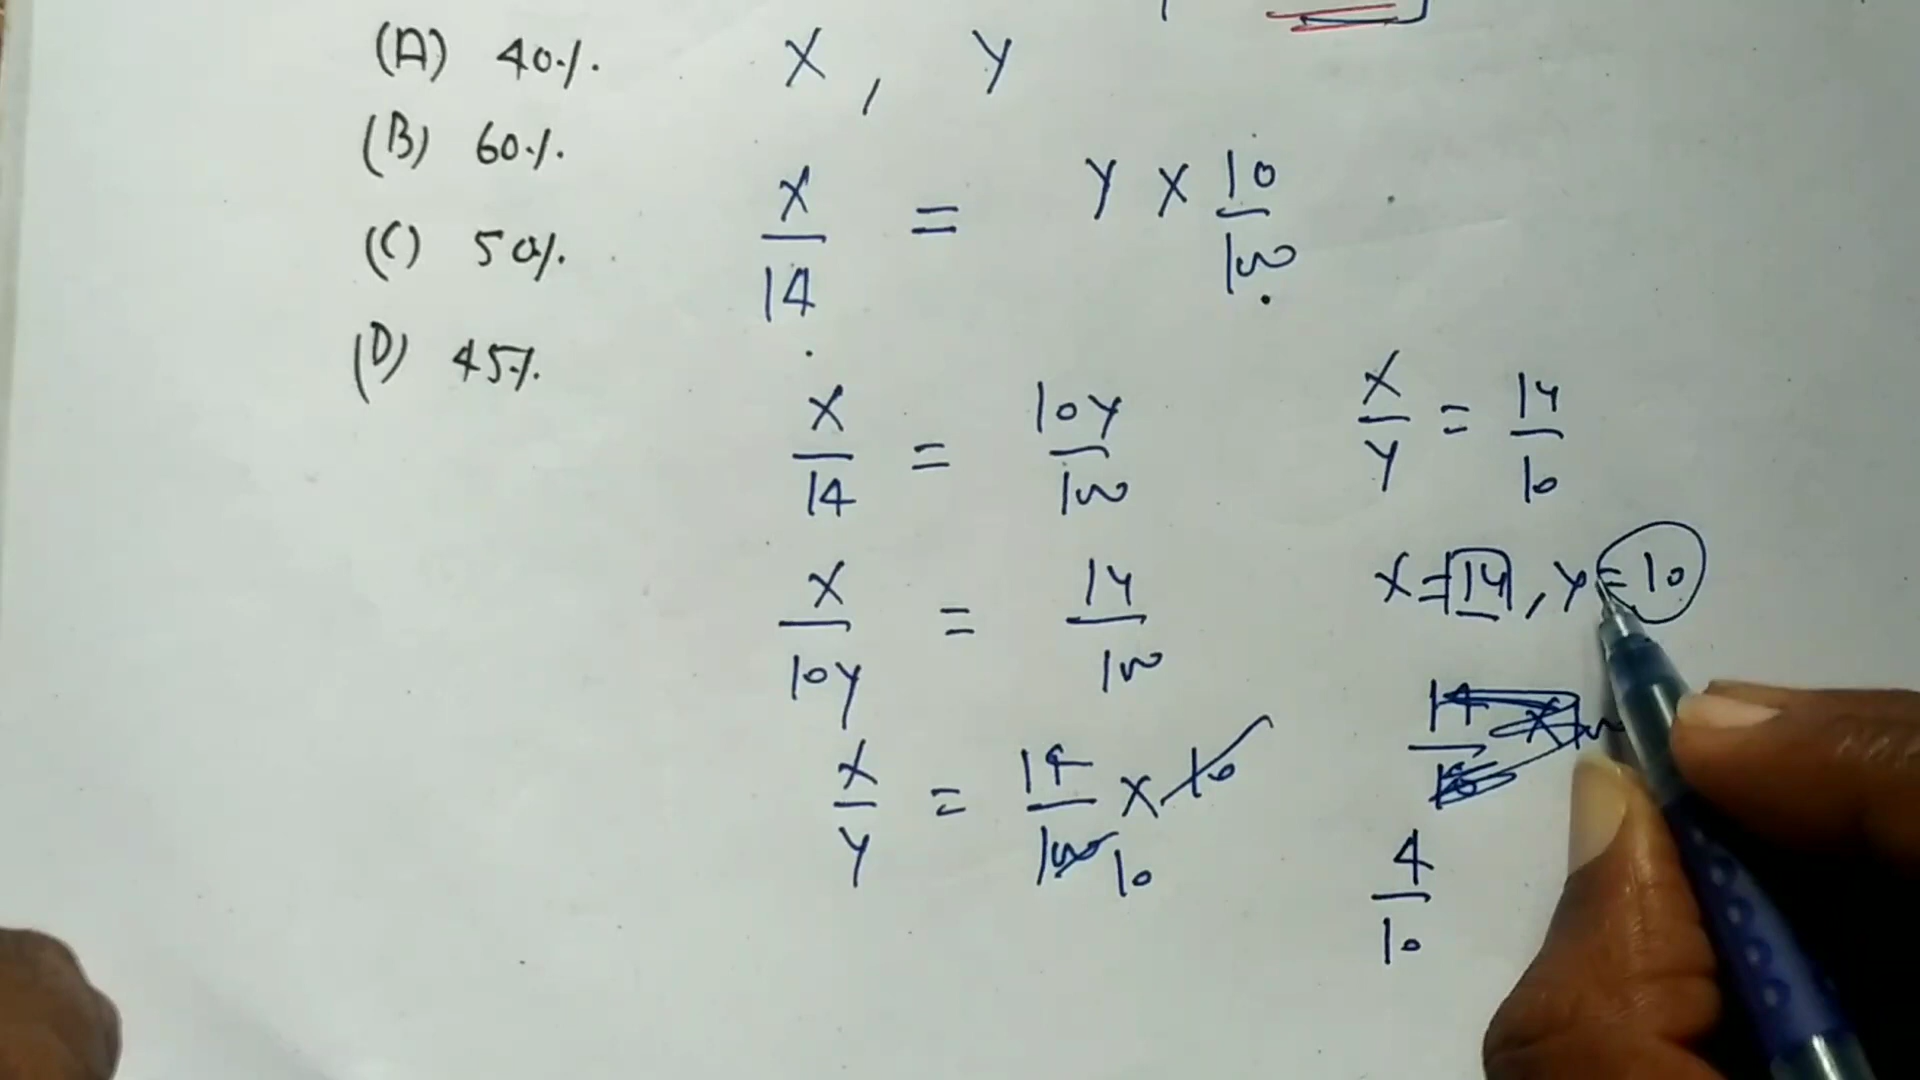 (A) 40%
X , Y
(B) 60%
X/14 = Y X 10/100
(C) 50%
(D) 45%
X/14 = 10Y/100
X/Y = 14/10
X/10Y = 14/100
X = 14 , Y = 10
X/Y = 14/100 X 10
10
4/10